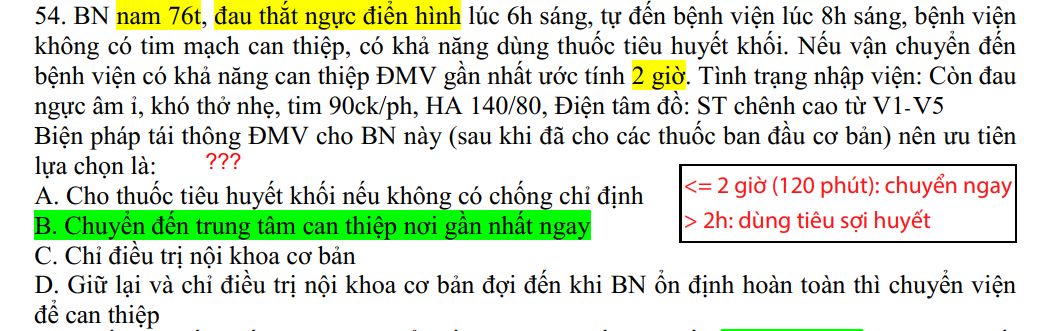 54. BN nam 76t, đau thắt ngực điển hình lúc 6h sáng, tự đến bệnh viện lúc 8h sáng, bệnh viện
không có tim mạch can thiệp, có khả năng dùng thuốc tiêu huyết khối. Nếu vận chuyển đến
bệnh viện có khả năng can thiệp ĐMV gần nhất ước tính 2 giờ. Tình trạng nhập viện: Còn đau
ngực âm ỉ, khó thở nhẹ, tim 90ck/ph, HA 140/80, Điện tâm đồ: ST chênh cao từ V1-V5
Biện pháp tái thông ĐMV cho BN này (sau khi đã cho các thuốc ban đầu cơ bản) nên ưu tiên
lựa chọn là: ???
A. Cho thuốc tiêu huyết khối nếu không có chống chỉ định
B. Chuyển đến trung tâm can thiệp nơi gần nhất ngay
C. Chỉ điều trị nội khoa cơ bản
D. Giữ lại và chỉ điều trị nội khoa cơ bản đợi đến khi BN ổn định hoàn toàn thì chuyển viện
để can thiệp
<= 2 giờ (120 phút): chuyển ngay
> 2h: dùng tiêu sợi huyết